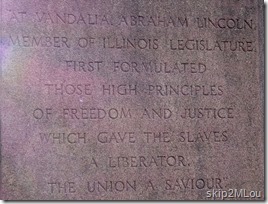 AT VANDALIA, ABRAHAM LINCOLN,
MEMBER OF ILLINOIS LEGISLATURE,
FIRST FORMULATED
THOSE HIGH PRINCIPLES
OF FREEDOM AND JUSTICE
WHICH GAVE THE SLAVES
A LIBERATOR,
THE UNION A SAVIOUR
skip2MLou